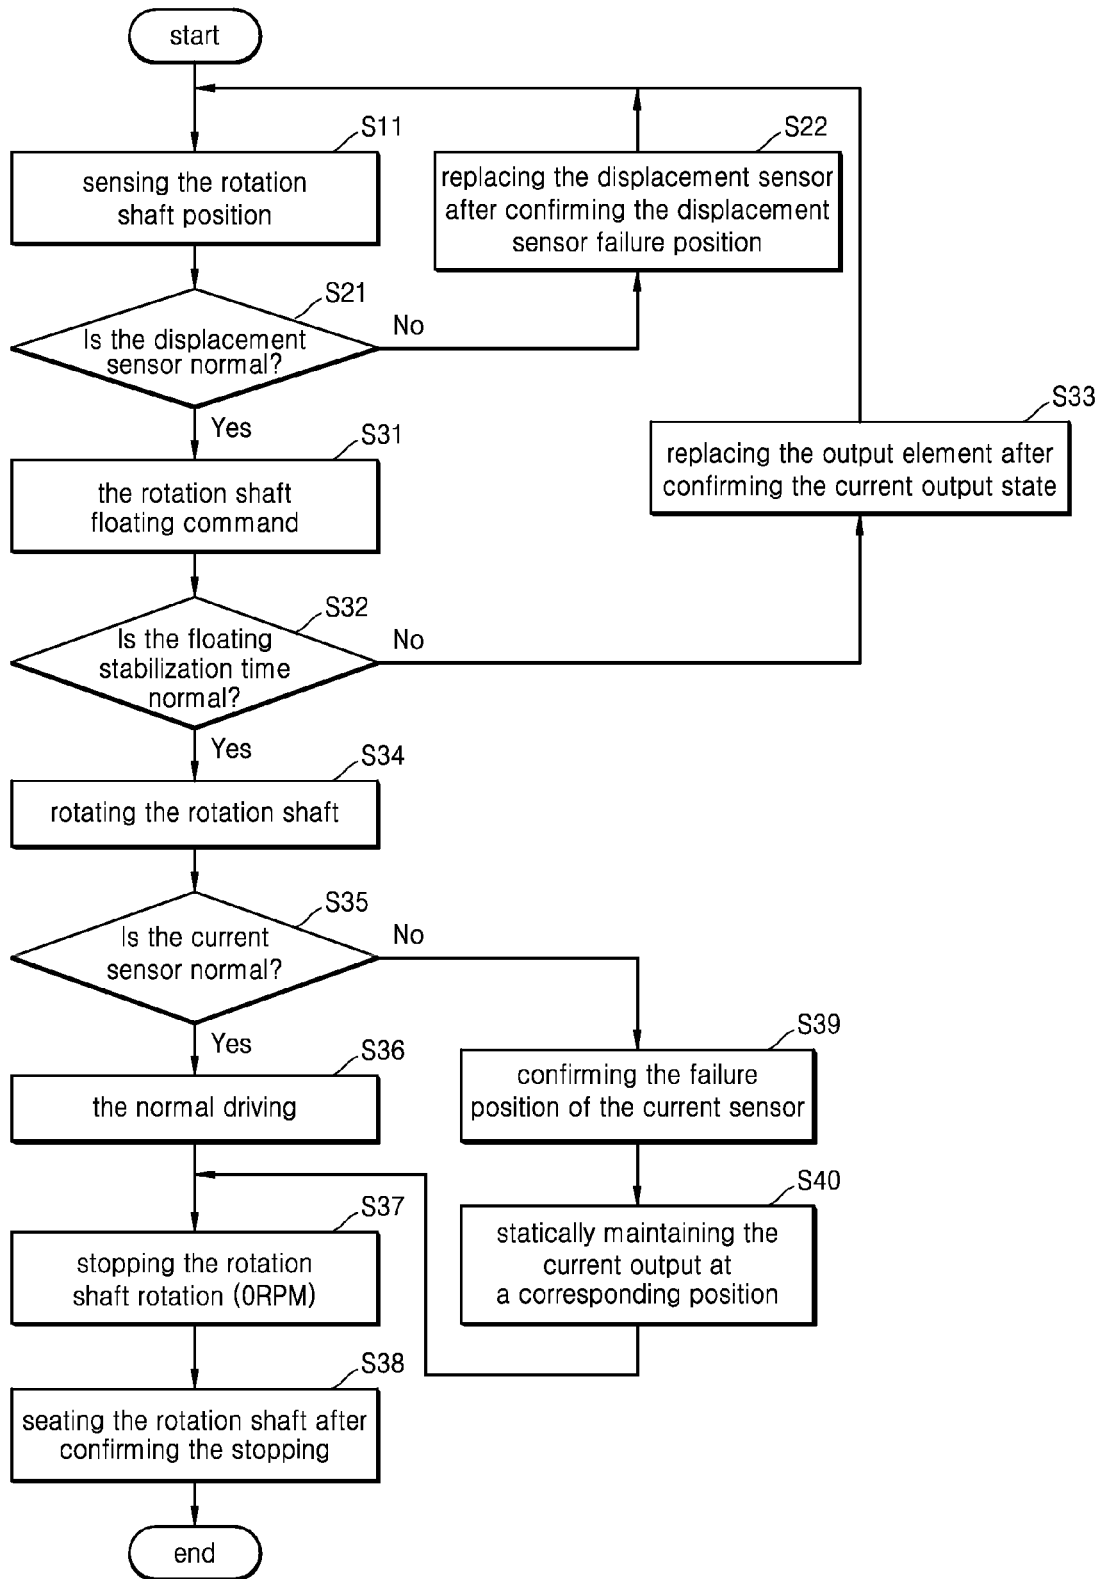 start
S11
sensing the rotation
shaft position
S22
replacing the displacement sensor
after confirming the displacement
sensor failure position
S21
Is the displacement
sensor normal?
No
Yes
S31
the rotation shaft
floating command
S33
replacing the output element after
confirming the current output state
S32
Is the floating
stabilization time
normal?
No
Yes
S34
rotating the rotation shaft
S35
Is the current
sensor normal?
No
Yes
S36
the normal driving
S39
confirming the failure
position of the current sensor
S40
statically maintaining the
current output at
a corresponding position
S37
stopping the rotation
shaft rotation (0RPM)
S38
seating the rotation shaft after
confirming the stopping
end